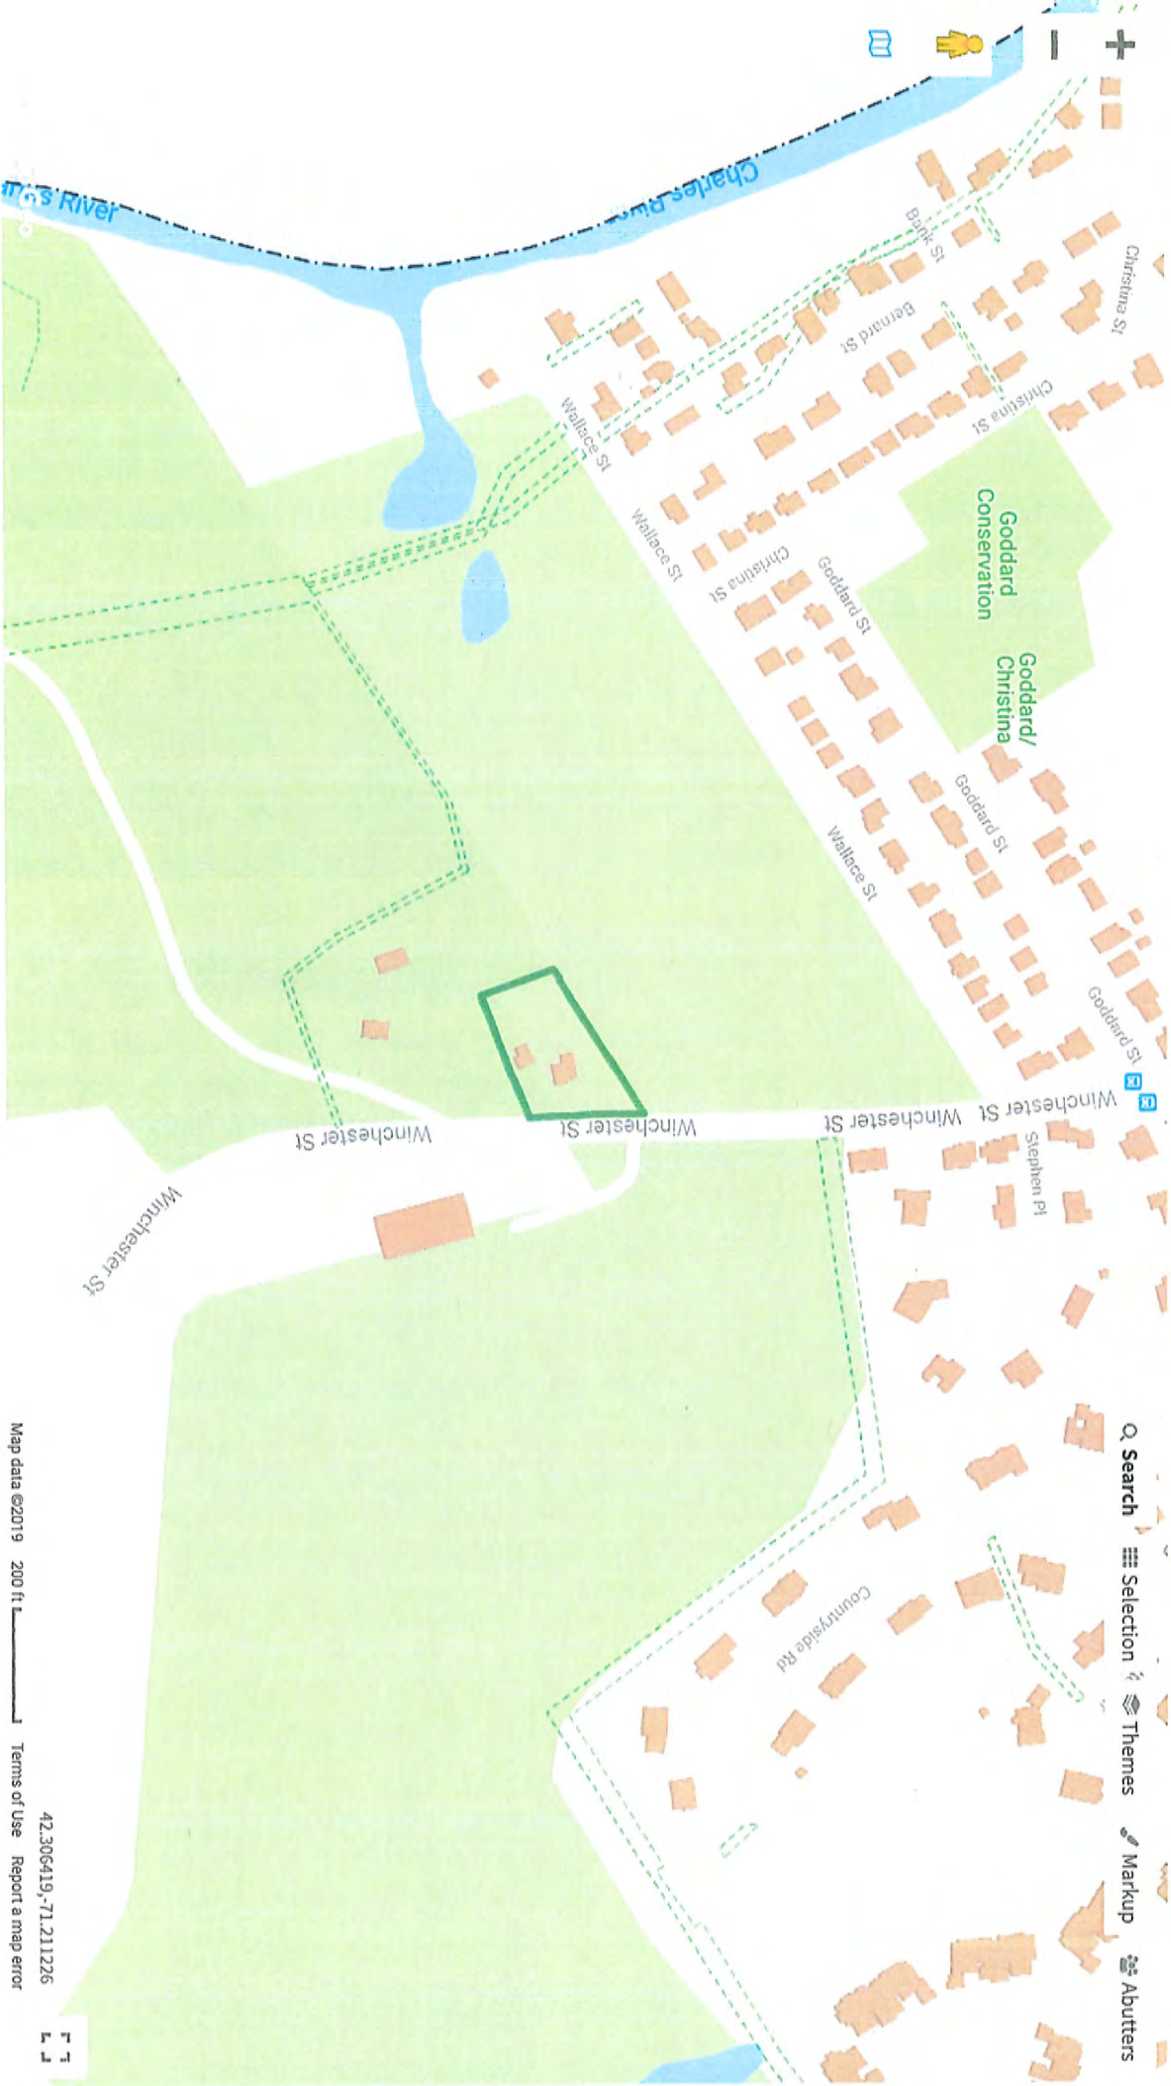 Search
Selection
Themes
Markup
Abutters
Christina St
Bank St
Bernard St
Christina St
Goddard
Conservation
Goddard/
Christina
Charles River
River
Wallace St
Wallace St
Christina St
Goddard St
Goddard St
Wallace St
Goddard St
Winchester St
Winchester St
Winchester St
Winchester St
Stephen Pl
Winchester St
Countryside Rd
42.306419,-71.211226
Map data ©2019 200 ft Terms of Use Report a map error